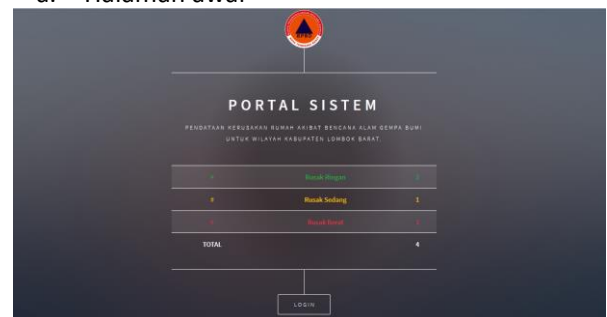 a. Halaman awal
PORTAL SISTEM
PENDATAAN KERUSAKAN RUMAH AKIBAT BENCANA ALAM GEMPA BUMI
UNTUK WILAYAH KABUPATEN LOMBOK BARAT.
Rusak Ringan
# Rusak Sedang 1
Rusak Berat
TOTAL 4
LOGIN